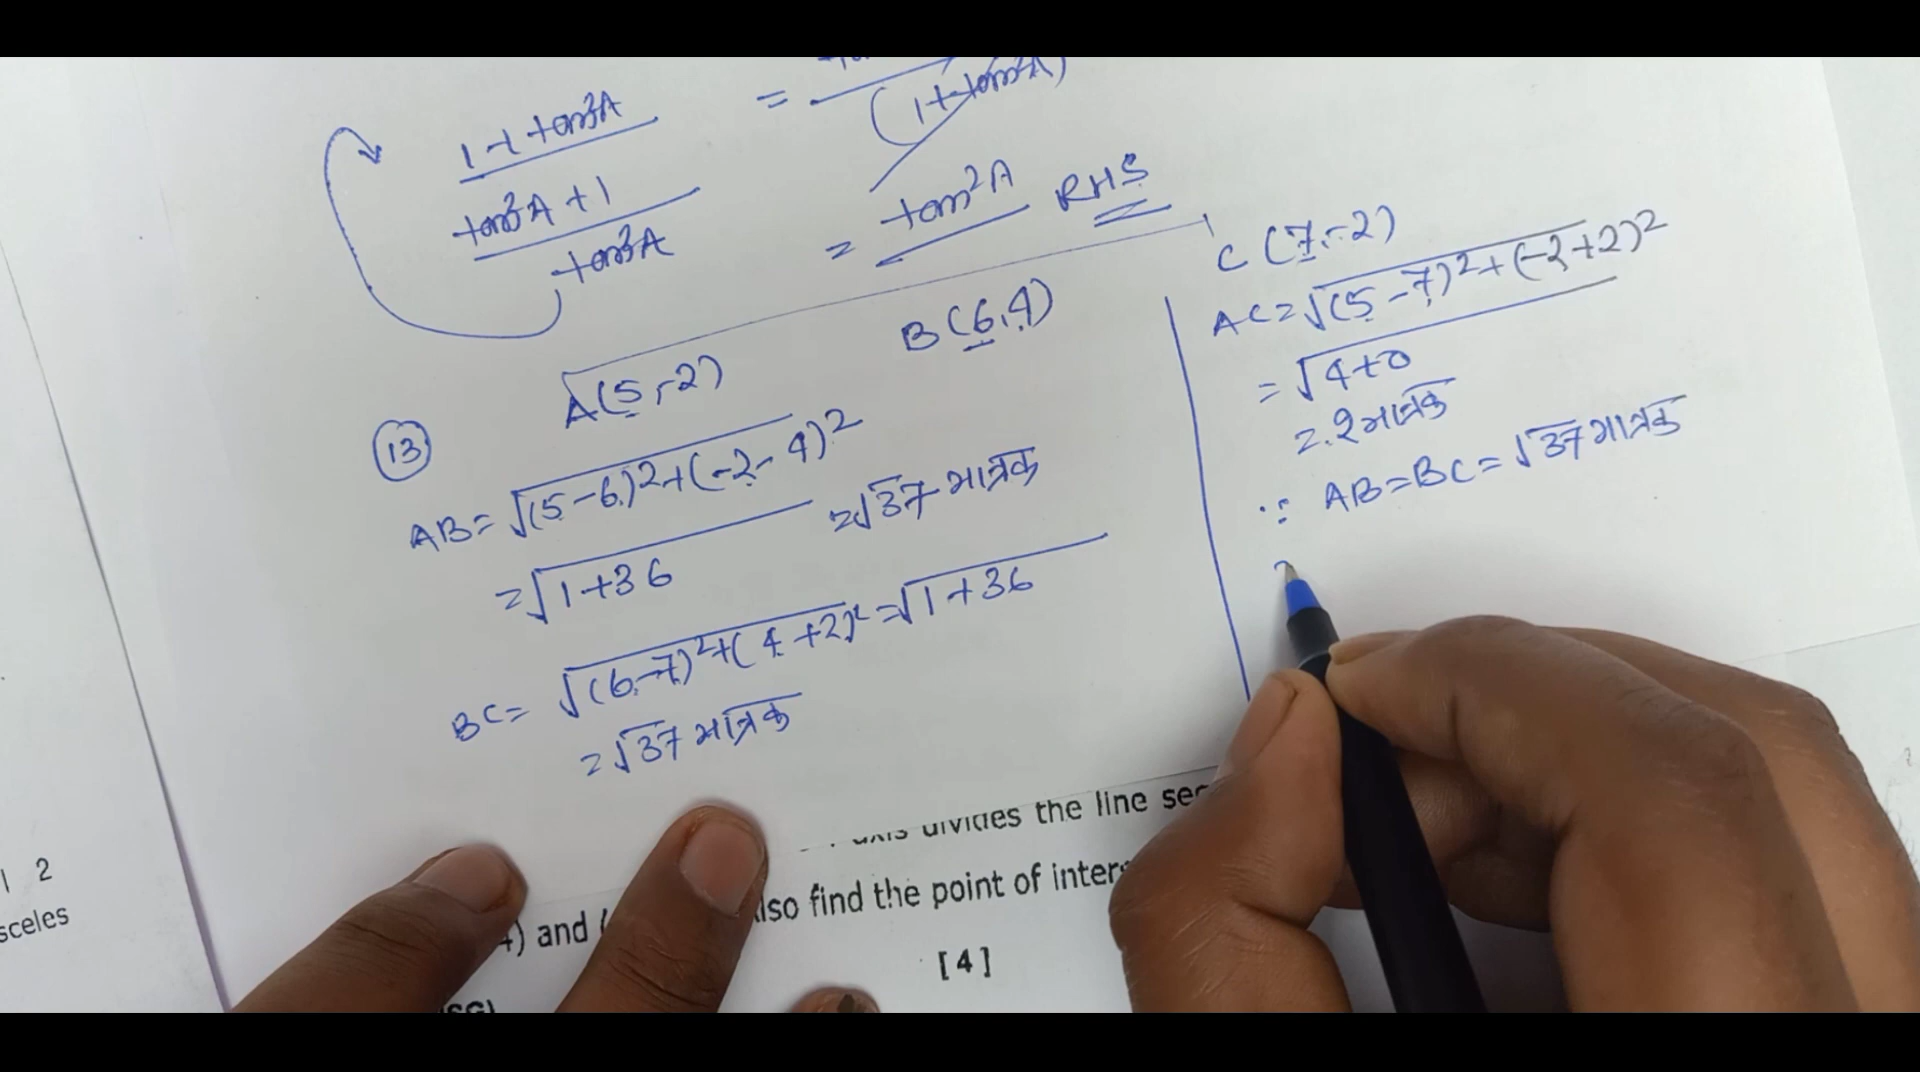 1+tan²A
tan²A+1
tan²A
=
(1+tan²A)
= tan²A RHS
(13) A(5,-2) B(6,4)
AB=√(5-6)²+(-2-4)²
=√1+36 =√37 मात्रक
BC= √(6-7)²+(4+2)² =√1+36
=√37 मात्रक
C(7,-2)
AC=√(5-7)²+(-2+2)²
=√4+0
=2 मात्रक
∵ AB=BC=√37 मात्रक
axis divides the line
4) and
lso find the point of
[4]
2
sceles